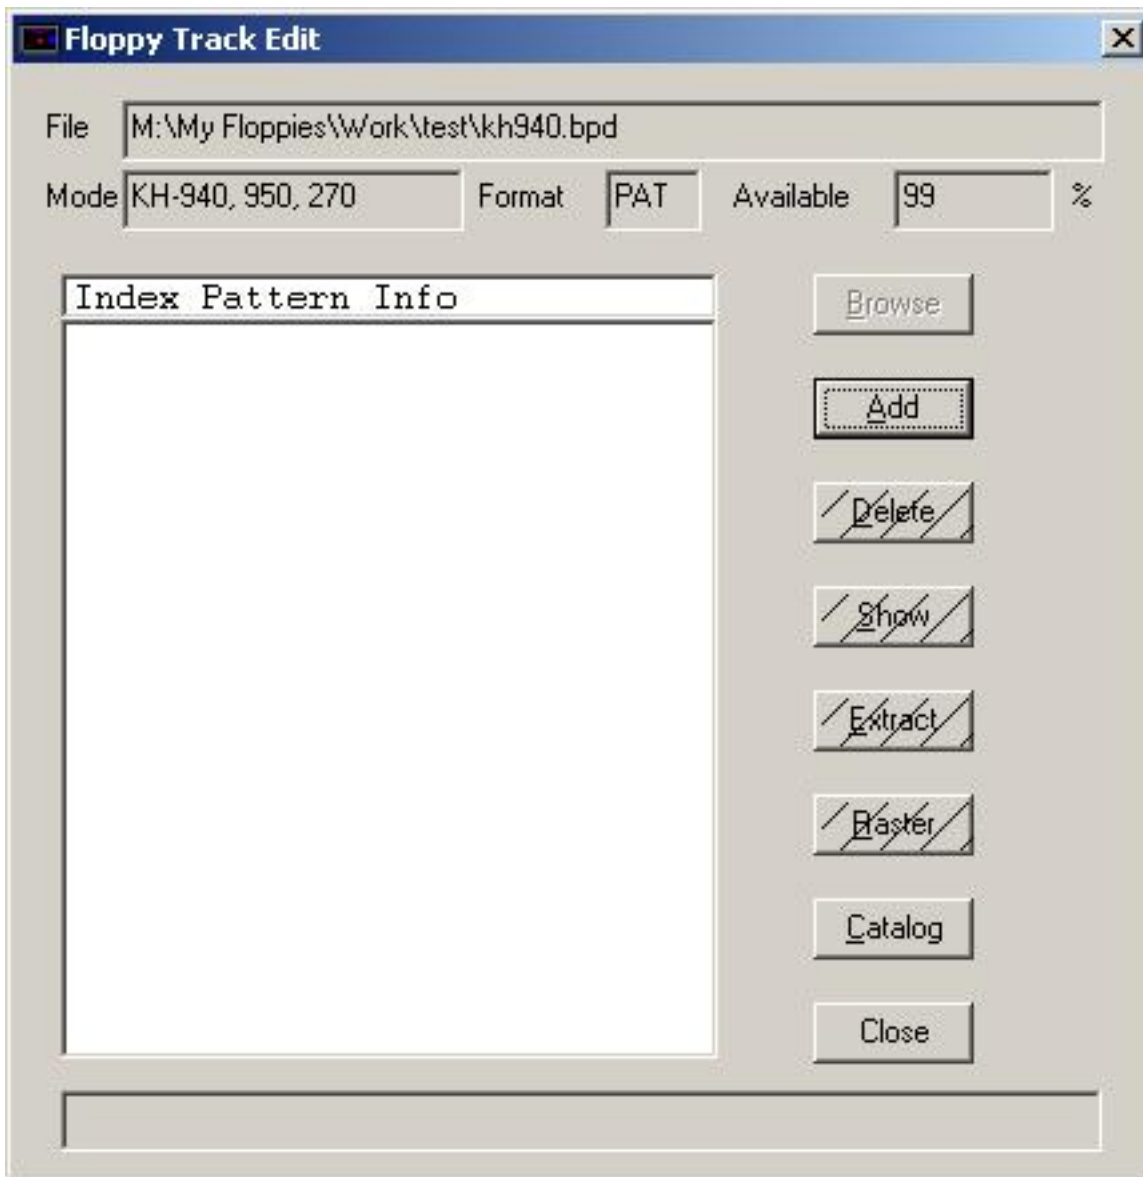 Floppy Track Edit
File M:\My Floppies\Work\test\kh940.bpd
Mode KH-940, 950, 270 Format PAT Available 99 %
Index Pattern Info
Browse
Add
Delete
Show
Extract
Raster
Catalog
Close